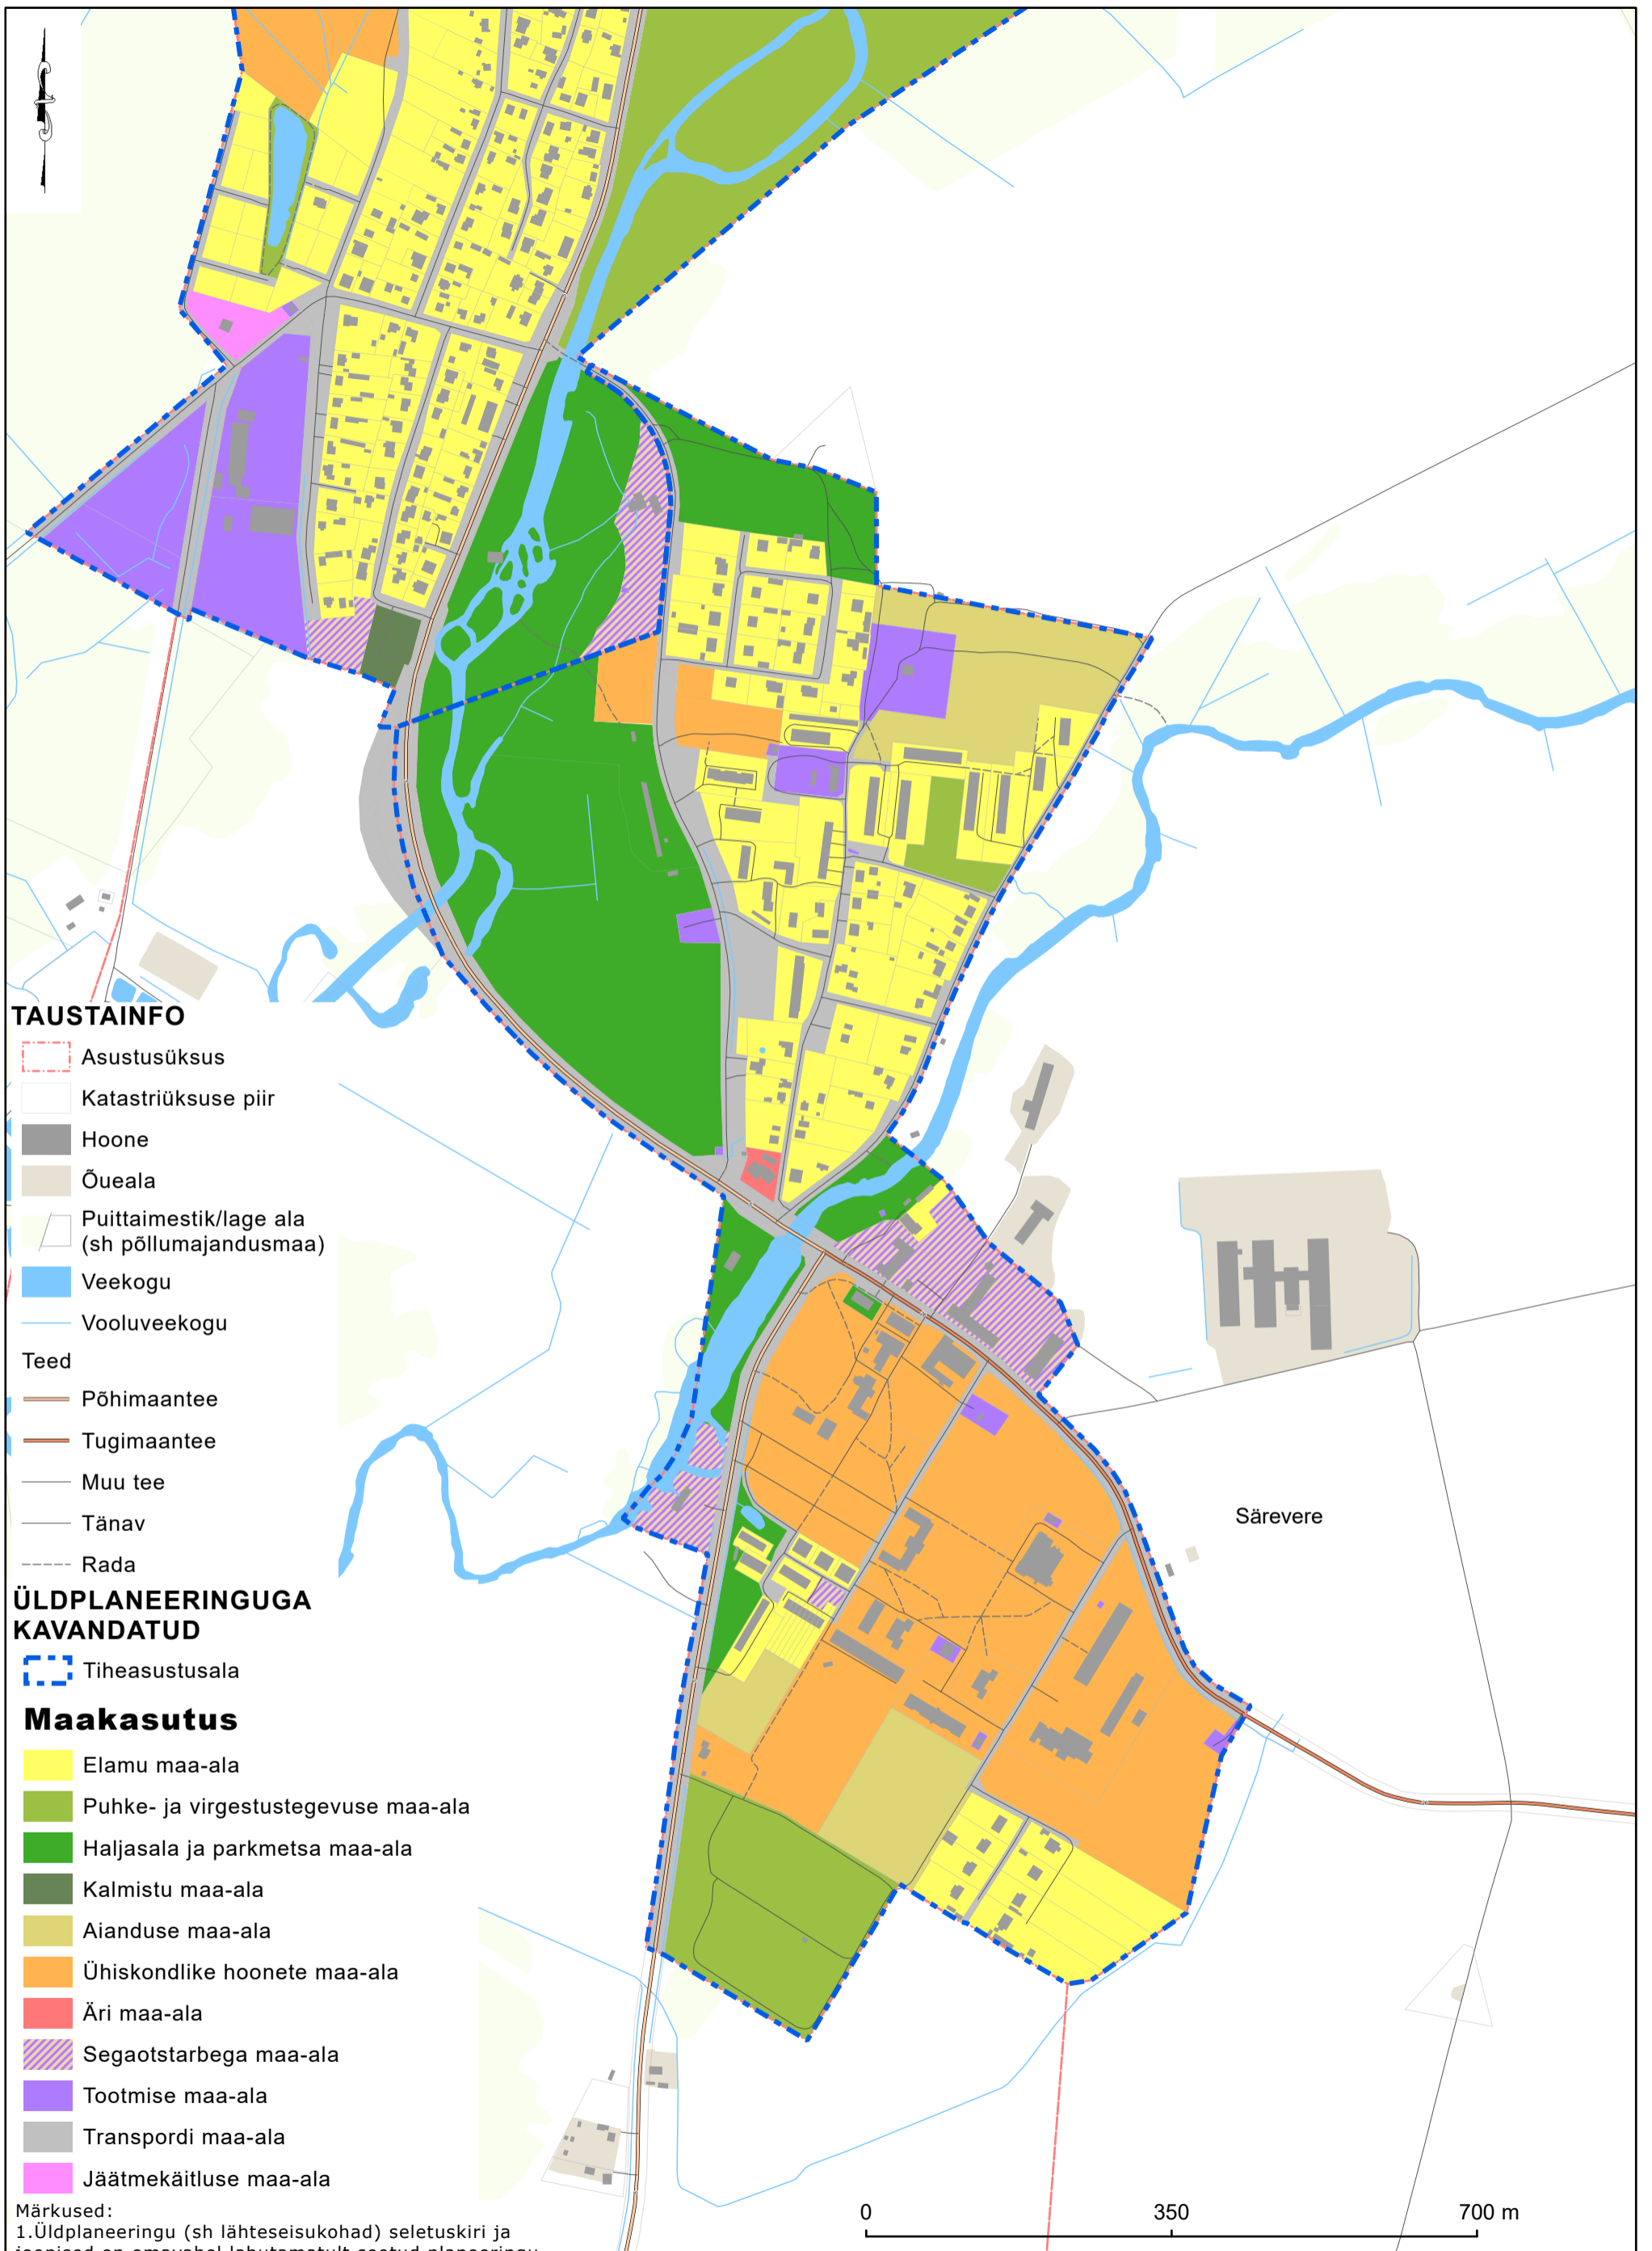 Särevere
TAUSTAINFO
Asustusüksus
Katastriüksuse piir
Hoone
Õueala
Puittaimestik/lage ala
(sh põllumajandusmaa)
Veekogu
Vooluveekogu
Teed
Põhimaantee
Tugimaantee
Muu tee
Tänav
Rada
ÜLDPLANEERINGUGA
KAVANDATUD
Tiheasustusala
Maakasutus
Elamu maa-ala
Puhke- ja virgestustegevuse maa-ala
Haljasala ja parkmetsa maa-ala
Kalmistu maa-ala
Aianduse maa-ala
Ühiskondlike hoonete maa-ala
Äri maa-ala
Segaotstarbega maa-ala
Tootmise maa-ala
Transpordi maa-ala
Jäätmekäitluse maa-ala
Märkused:
1.Üldplaneeringu (sh lähteseisukohad) seletuskiri ja
0 350 700 m